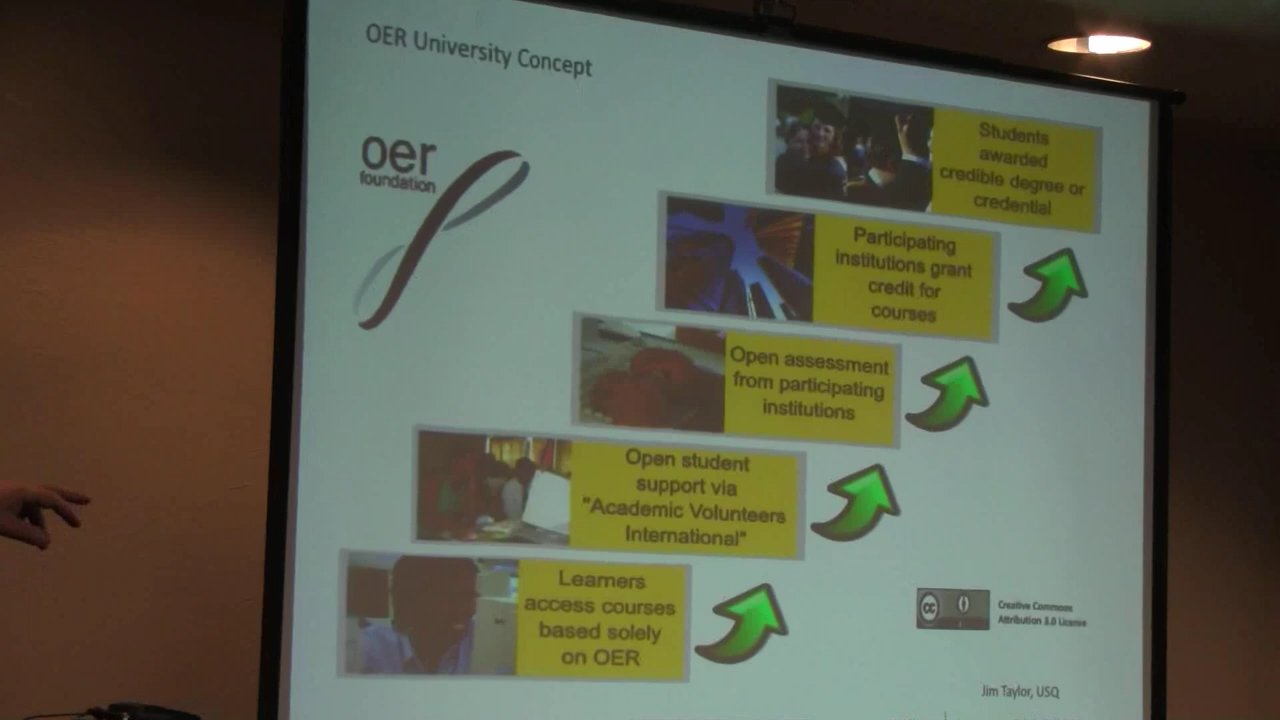 OER University Concept
oer
foundation
Students
awarded
credible degree or
credential
Participating
institutions grant
credit for
courses
Open assessment
from participating
institutions
Open student
support via
"Academic Volunteers
International"
Learners
access courses
based solely
on OER
cc
Creative Commons
Attribution 3.0 License
Jim Taylor, USQ